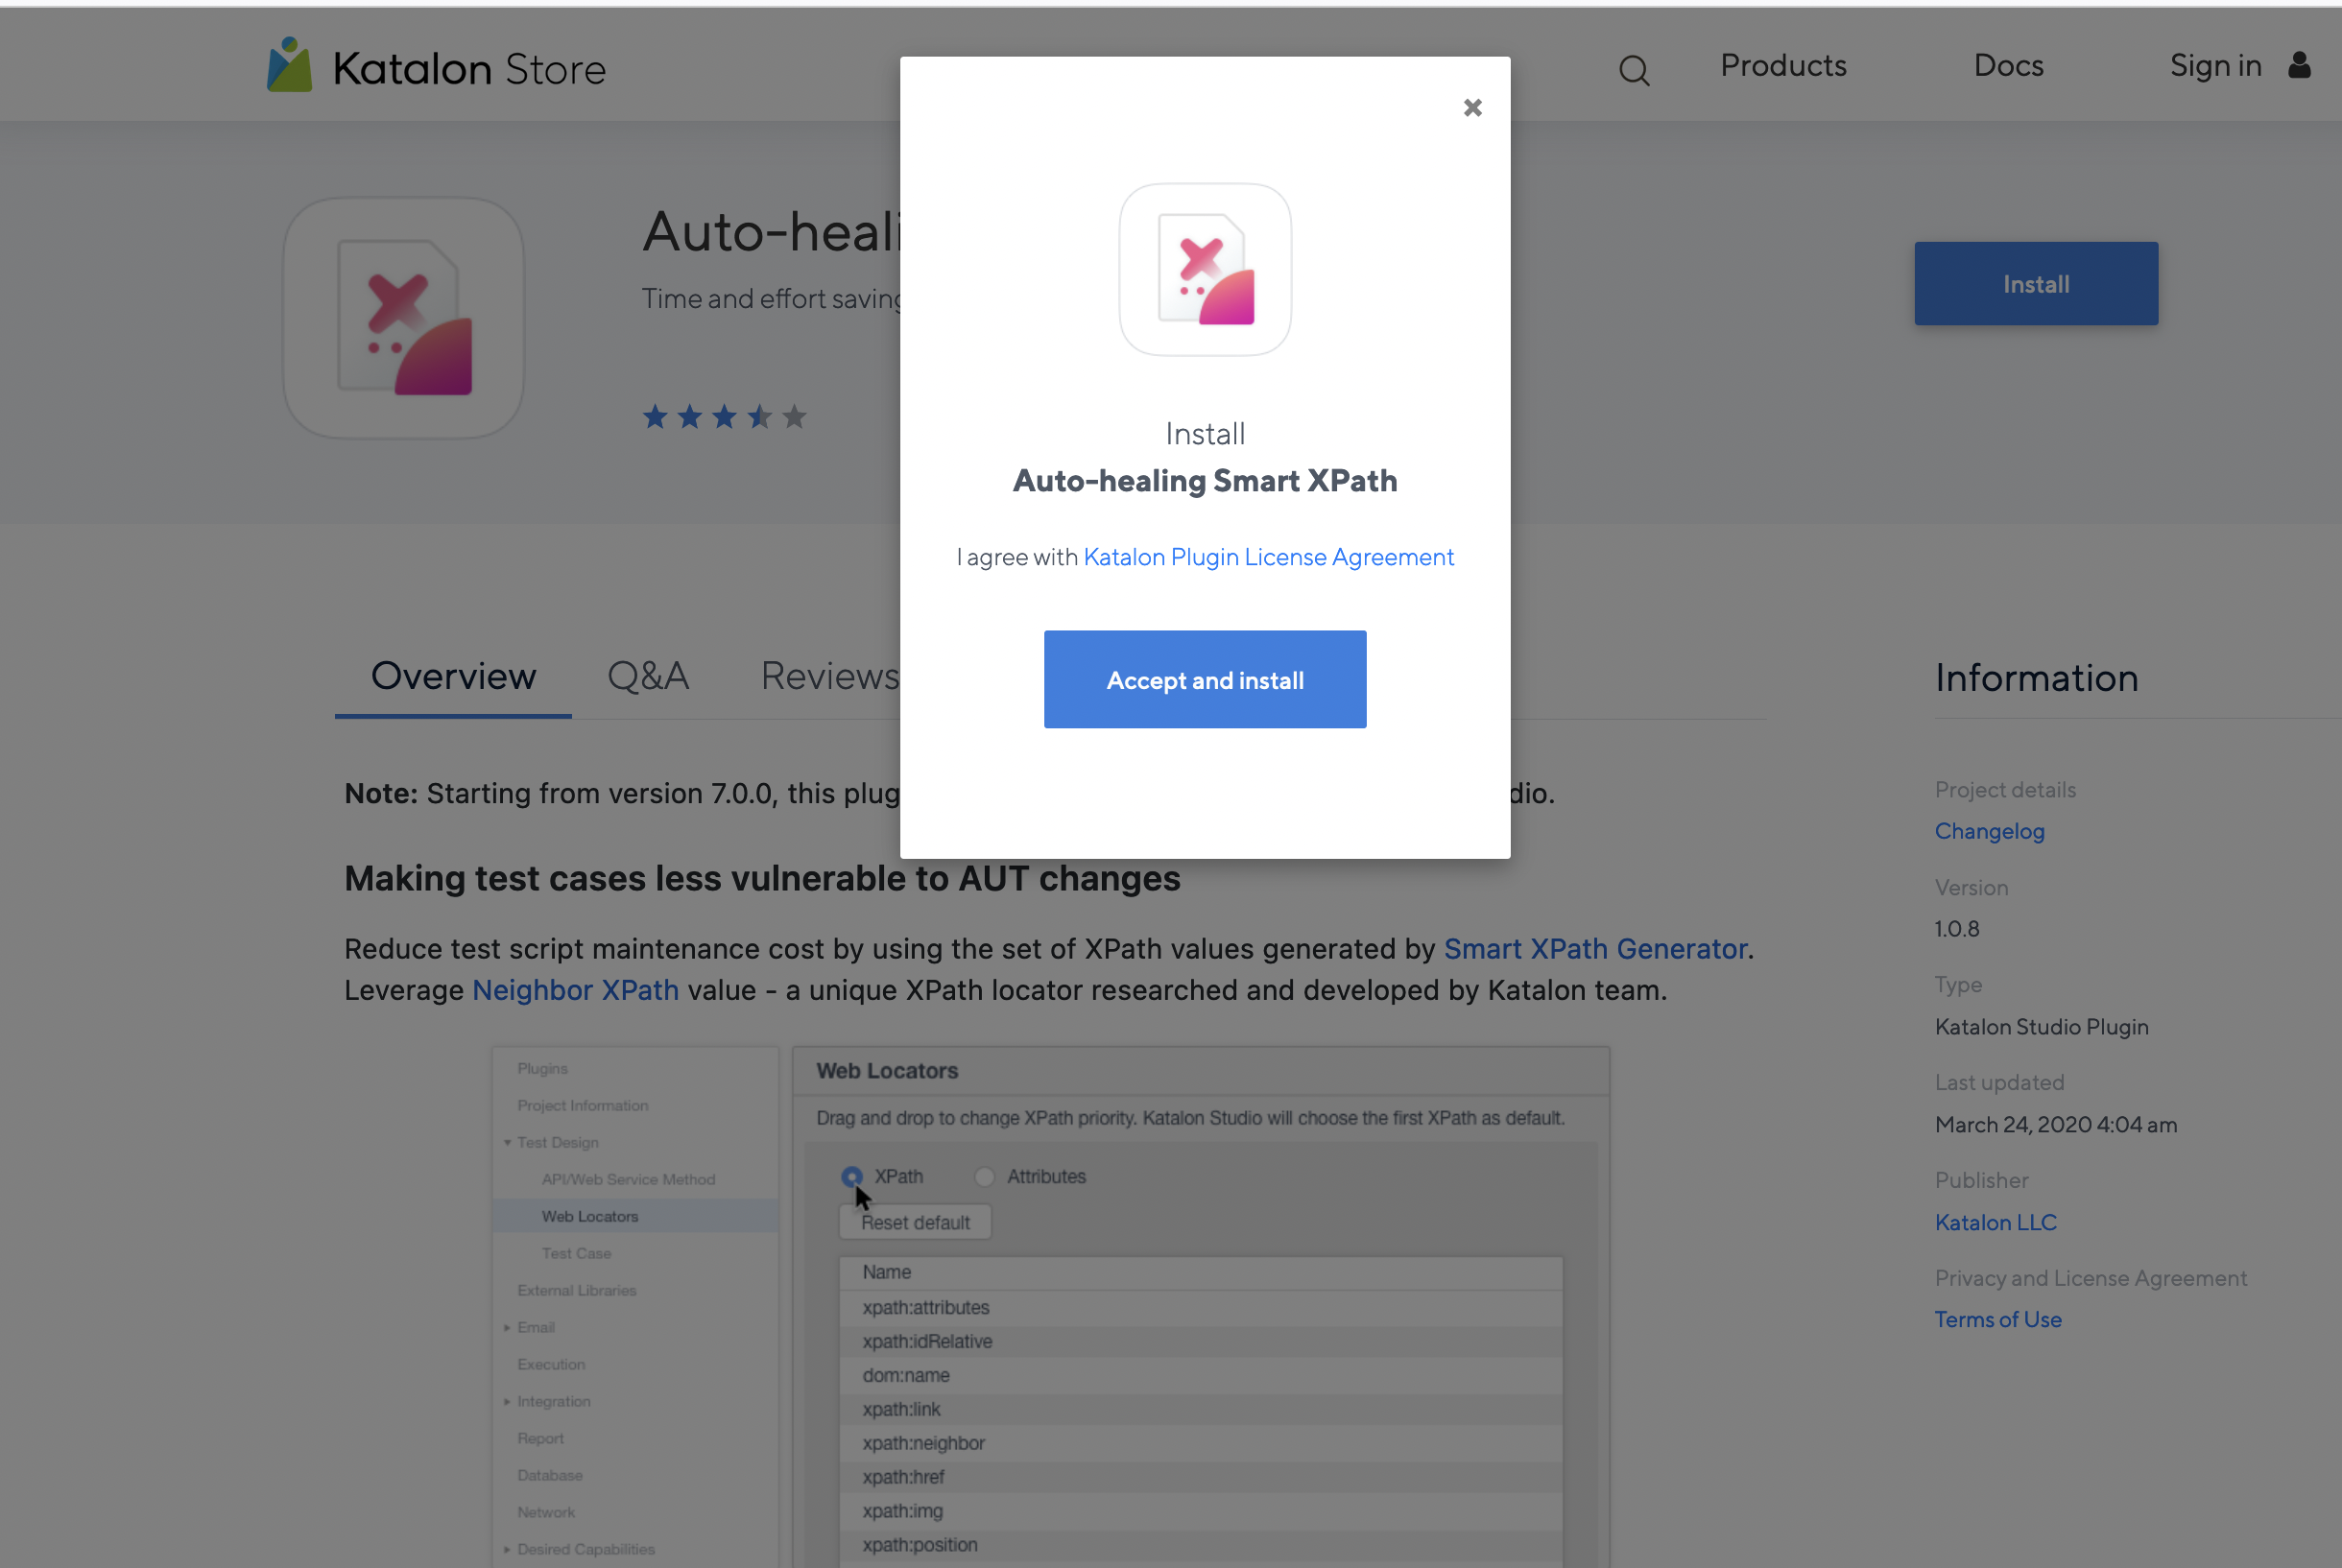 Katalon Store
Products
Docs
Sign in
Auto-heali
Time and effort saving
Install
Install
Auto-healing Smart XPath
I agree with Katalon Plugin License Agreement
Accept and install
Overview
Q&A
Reviews
Information
Note: Starting from version 7.0.0, this plug
dio.
Making test cases less vulnerable to AUT changes
Reduce test script maintenance cost by using the set of XPath values generated by Smart XPath Generator.
Leverage Neighbor XPath value - a unique XPath locator researched and developed by Katalon team.
Project details
Changelog
Version
1.0.8
Type
Katalon Studio Plugin
Last updated
March 24, 2020 4:04 am
Publisher
Katalon LLC
Privacy and License Agreement
Terms of Use
Plugins
Project Information
Test Design
API/Web Service Method
Web Locators
Test Case
External Libraries
Email
Execution
Integration
Report
Database
Network
Desired Capabilities
Web Locators
Drag and drop to change XPath priority. Katalon Studio will choose the first XPath as default.
XPath
Attributes
Reset default
Name
xpath:attributes
xpath:idRelative
dom:name
xpath:link
xpath:neighbor
xpath:href
xpath:img
xpath:position